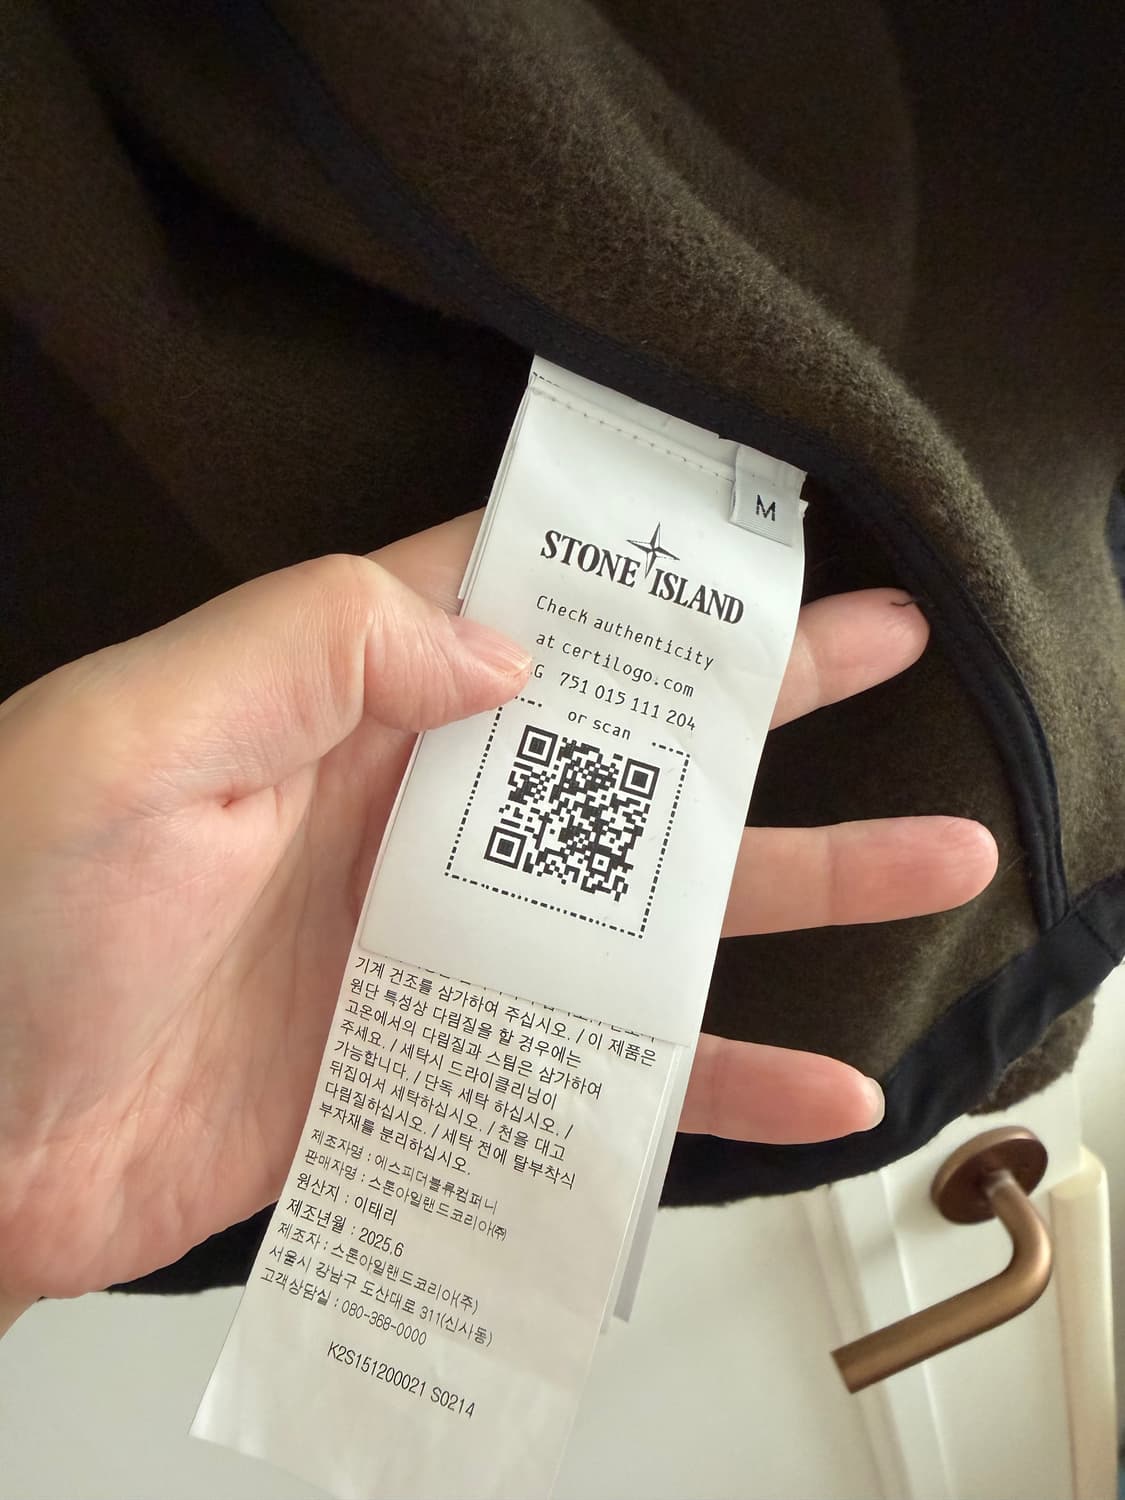 M
STONE ISLAND
Check authenticity
at certilogo.com
G 751 015 111 204
or scan
기계 건조를 삼가하여 주십시오. / 이 제품은
원단 특성상 다림질을 할 경우에는
고온에서의 다림질과 스팀은 삼가하여
주세요. / 세탁시 드라이클리닝이
가능합니다. / 단독 세탁 하십시오. /
뒤집어서 세탁하십시오. / 천을 대고
다림질하십시오. / 세탁 전에 탈부착식
부자재를 분리하십시오.
제조자명 : 에스피더블류컴퍼니
판매자명 : 스톤아일랜드코리아㈜
원산지 : 이태리
제조년월 : 2025.6
제조자 : 스톤아일랜드코리아(주)
서울시 강남구 도산대로 311(신사동)
고객상담실 : 080-368-0000
K2S151200021 S0214